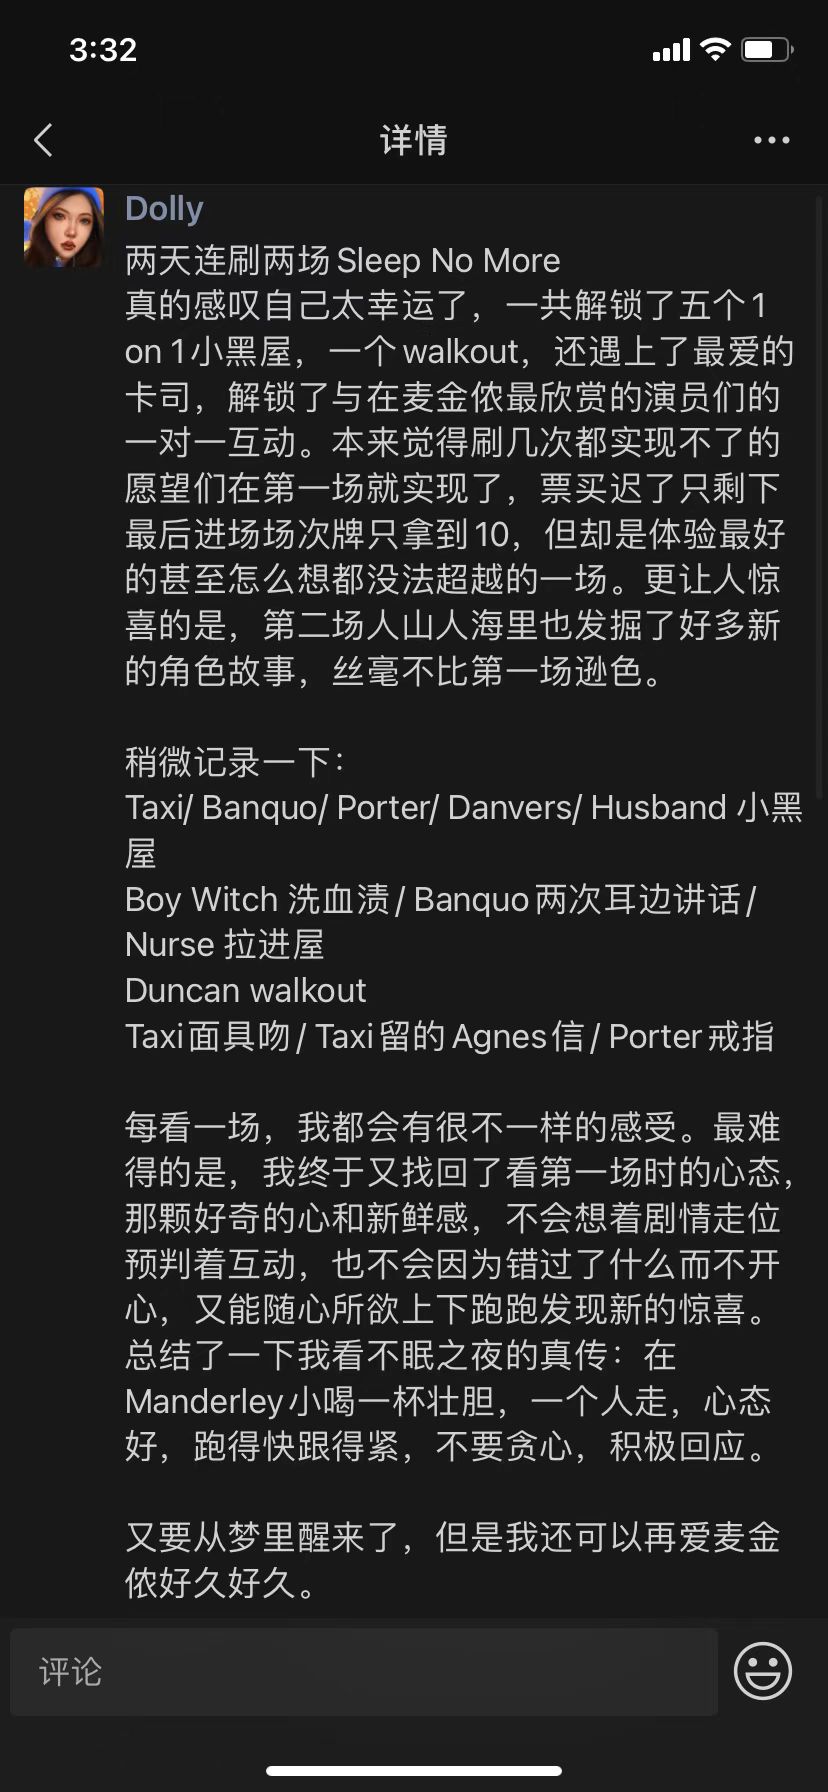 3:32
详情
Dolly
两天连刷两场Sleep No More
真的感叹自己太幸运了，一共解锁了五个1
on 1小黑屋，一个walkout，还遇上了最爱的
卡司，解锁了与在麦金侬最欣赏的演员们的
一对一互动。本来觉得刷几次都实现不了的
愿望们在第一场就实现了，票买迟了只剩下
最后进场场次牌只拿到10，但却是体验最好
的甚至怎么想都没法超越的一场。更让人惊
喜的是，第二场人山人海里也发掘了好多新
的角色故事，丝毫不比第一场逊色。
稍微记录一下：
Taxi/ Banquo/ Porter/ Danvers/ Husband 小黑
屋
Boy Witch 洗血渍/ Banquo两次耳边讲话/
Nurse 拉进屋
Duncan walkout
Taxi面具吻/ Taxi留的Agnes信/ Porter戒指
每看一场，我都会有很不一样的感受。最难
得的是，我终于又找回了看第一场时的心态，
那颗好奇的心和新鲜感，不会想着剧情走位
预判着互动，也不会因为错过了什么而不开
心，又能随心所欲上下跑跑发现新的惊喜。
总结了一下我看不眠之夜的真传：在
Manderley小喝一杯壮胆，一个人走，心态
好，跑得快跟得紧，不要贪心，积极回应。
又要从梦里醒来了，但是我还可以再爱麦金
侬好久好久。
评论